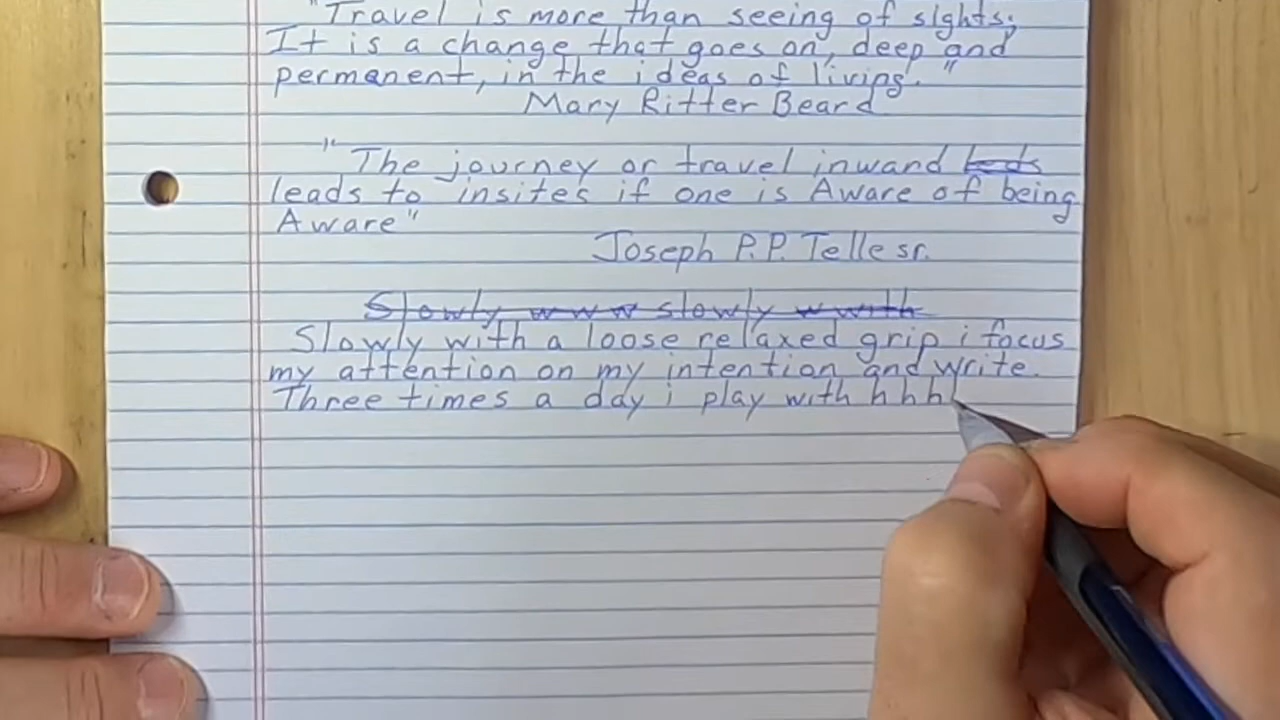 "Travel is more than seeing of sights;
It is a change that goes on, deep and
permanent, in the ideas of living."
Mary Ritter Beard
"The journey or travel inward leds
leads to insites if one is Aware of being
Aware"
Joseph P.P. Telle sr.
Slowly w w w slowly w with
Slowly with a loose relaxed grip i focus
my attention on my intention and write.
Three times a day i play with h h h